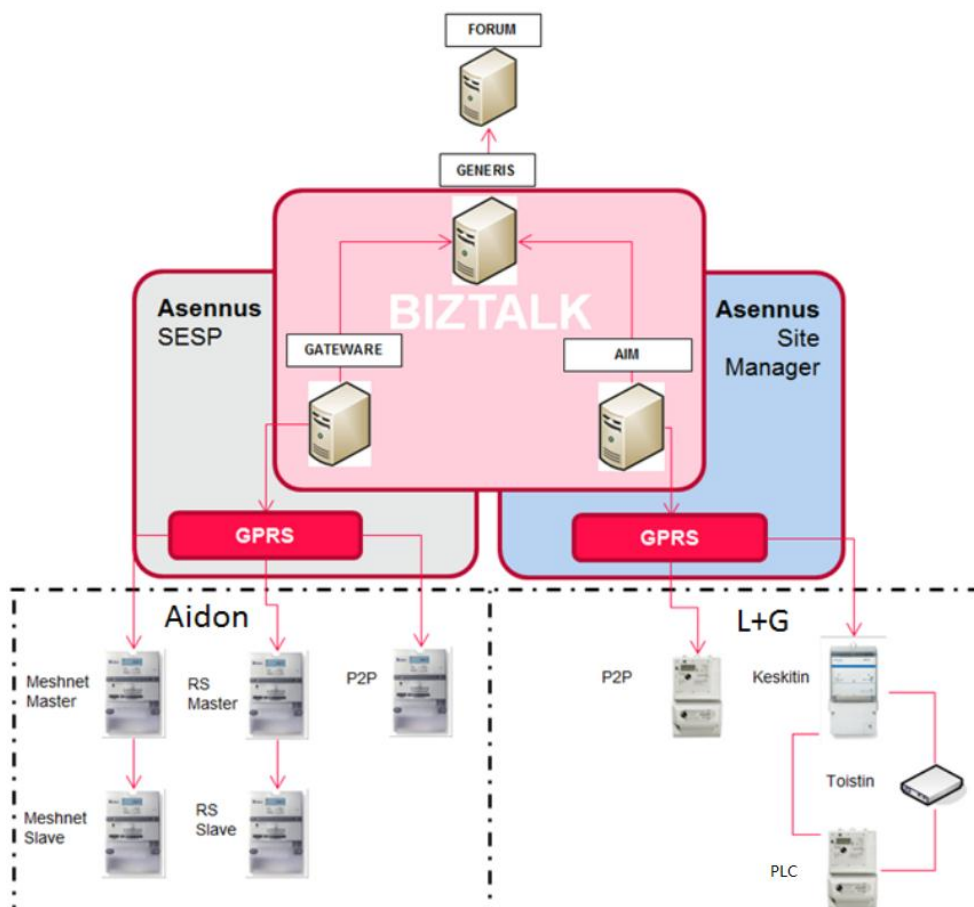 FORUM
GENERIS
BIZTALK
Asennus
SESP
Asennus
Site
Manager
GATEWARE
AIM
GPRS
GPRS
Aidon
L+G
Meshnet
Master
RS
Master
P2P
P2P
Keskitin
Toistin
Meshnet
Slave
RS
Slave
PLC